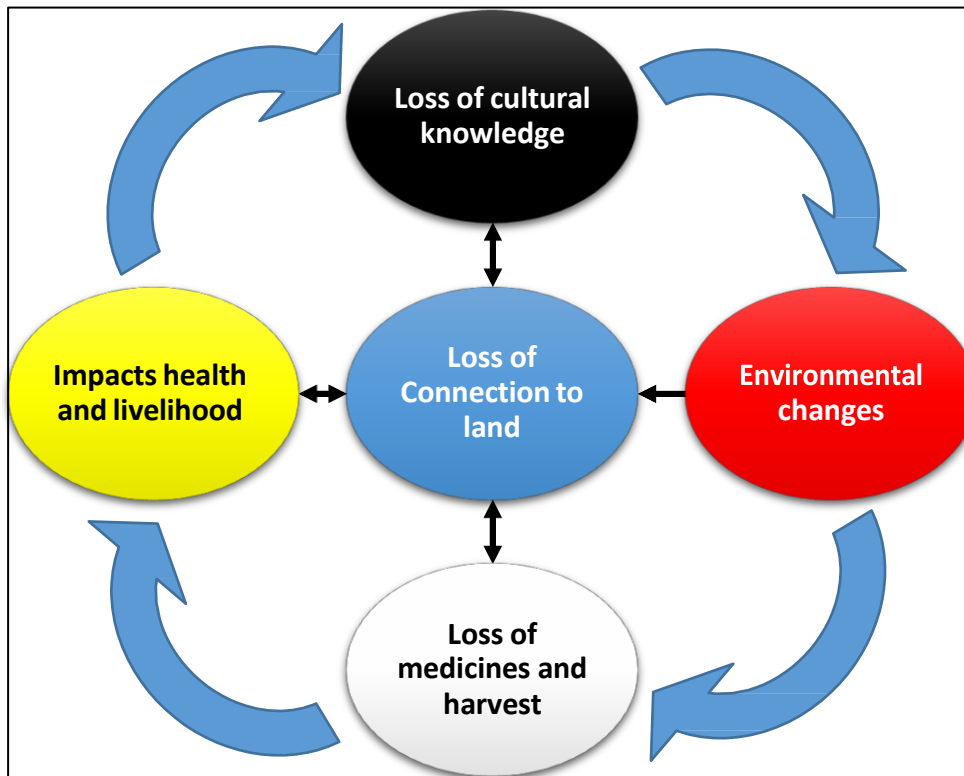 Loss of cultural
knowledge
Impacts health
and livelihood
Loss of
Connection to
land
Environmental
changes
Loss of
medicines and
harvest